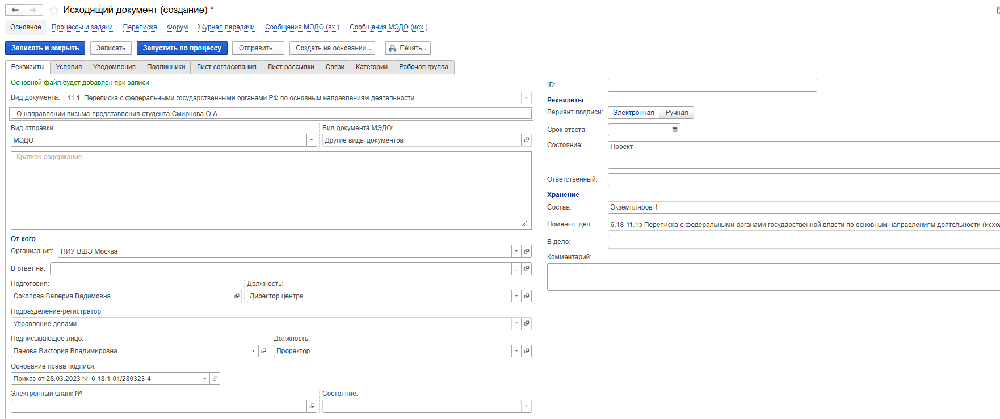 Исходящий документ (создание) *
Основное Процессы и задачи Переписка Форум Журнал передачи Сообщения МЭДО (вх.) Сообщения МЭДО (исх.)
Записать и закрыть Записать Запустить по процессу Отправить... Создать на основании Печать
Реквизиты Условия Уведомления Подлинники Лист согласования Лист рассылки Связи Категории Рабочая группа
Основной файл будет добавлен при записи
Вид документа: 11.1. Переписка с федеральными государственными органами РФ по основным направлениям деятельности
О направлении письма-представления студента Смирнова О.А.
Вид отправки: Вид документа МЭДО:
МЭДО Другие виды документов
Краткое содержание
От кого
Организация: НИУ ВШЭ Москва
В ответ на: ...
Подготовил: Должность:
Соколова Валерия Вадимовна Директор центра
Подразделение-регистратор:
Управление делами
Подписывающее лицо: Должность:
Панова Виктория Владимировна Проректор
Основание права подписи:
Приказ от 28.03.2023 № 6.18.1-01/280323-4
Электронный бланк №: Состояние:
ID:
Реквизиты
Вариант подписи: Электронная Ручная
Срок ответа: . .
Состояние: Проект
Ответственный:
Хранение
Состав: Экземпляров 1
Номенкл. дел: 6.18-11.1э Переписка с федеральными органами государственной власти по основным направлениям деятельности (исход
В дело:
Комментарий: